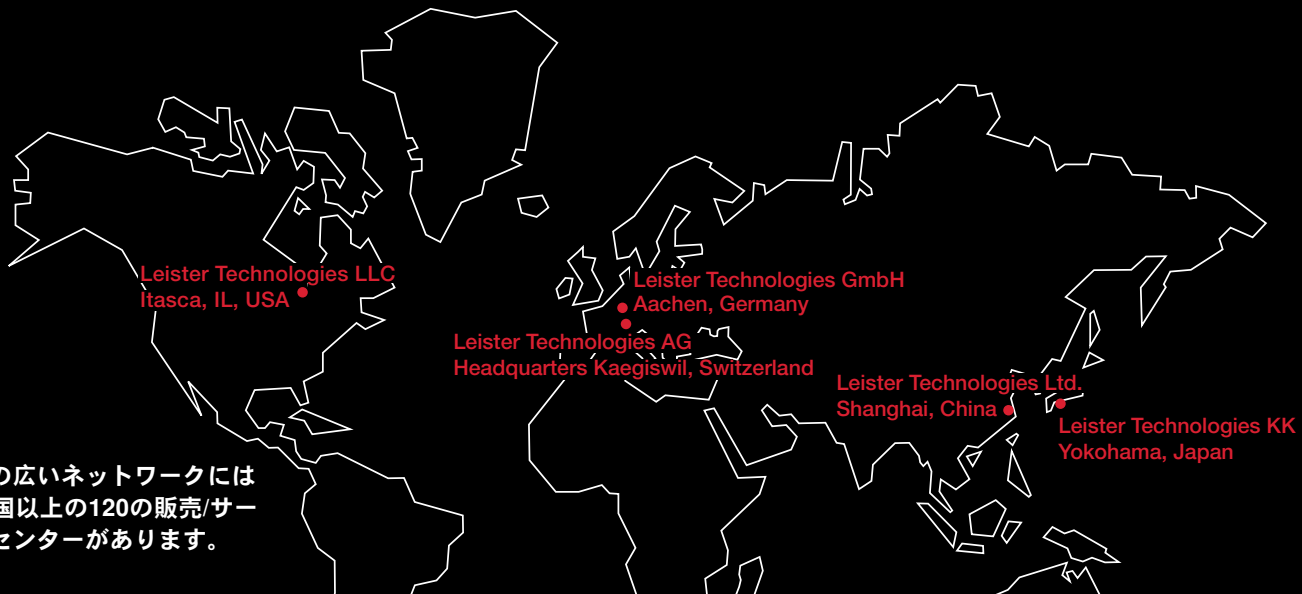 Leister Technologies LLC
Itasca, IL, USA
Leister Technologies GmbH
Aachen, Germany
Leister Technologies AG
Headquarters Kaegiswil, Switzerland
Leister Technologies Ltd.
Shanghai, China
Leister Technologies KK
Yokohama, Japan
の広いネットワークには
国以上の120の販売/サー
センターがあります。